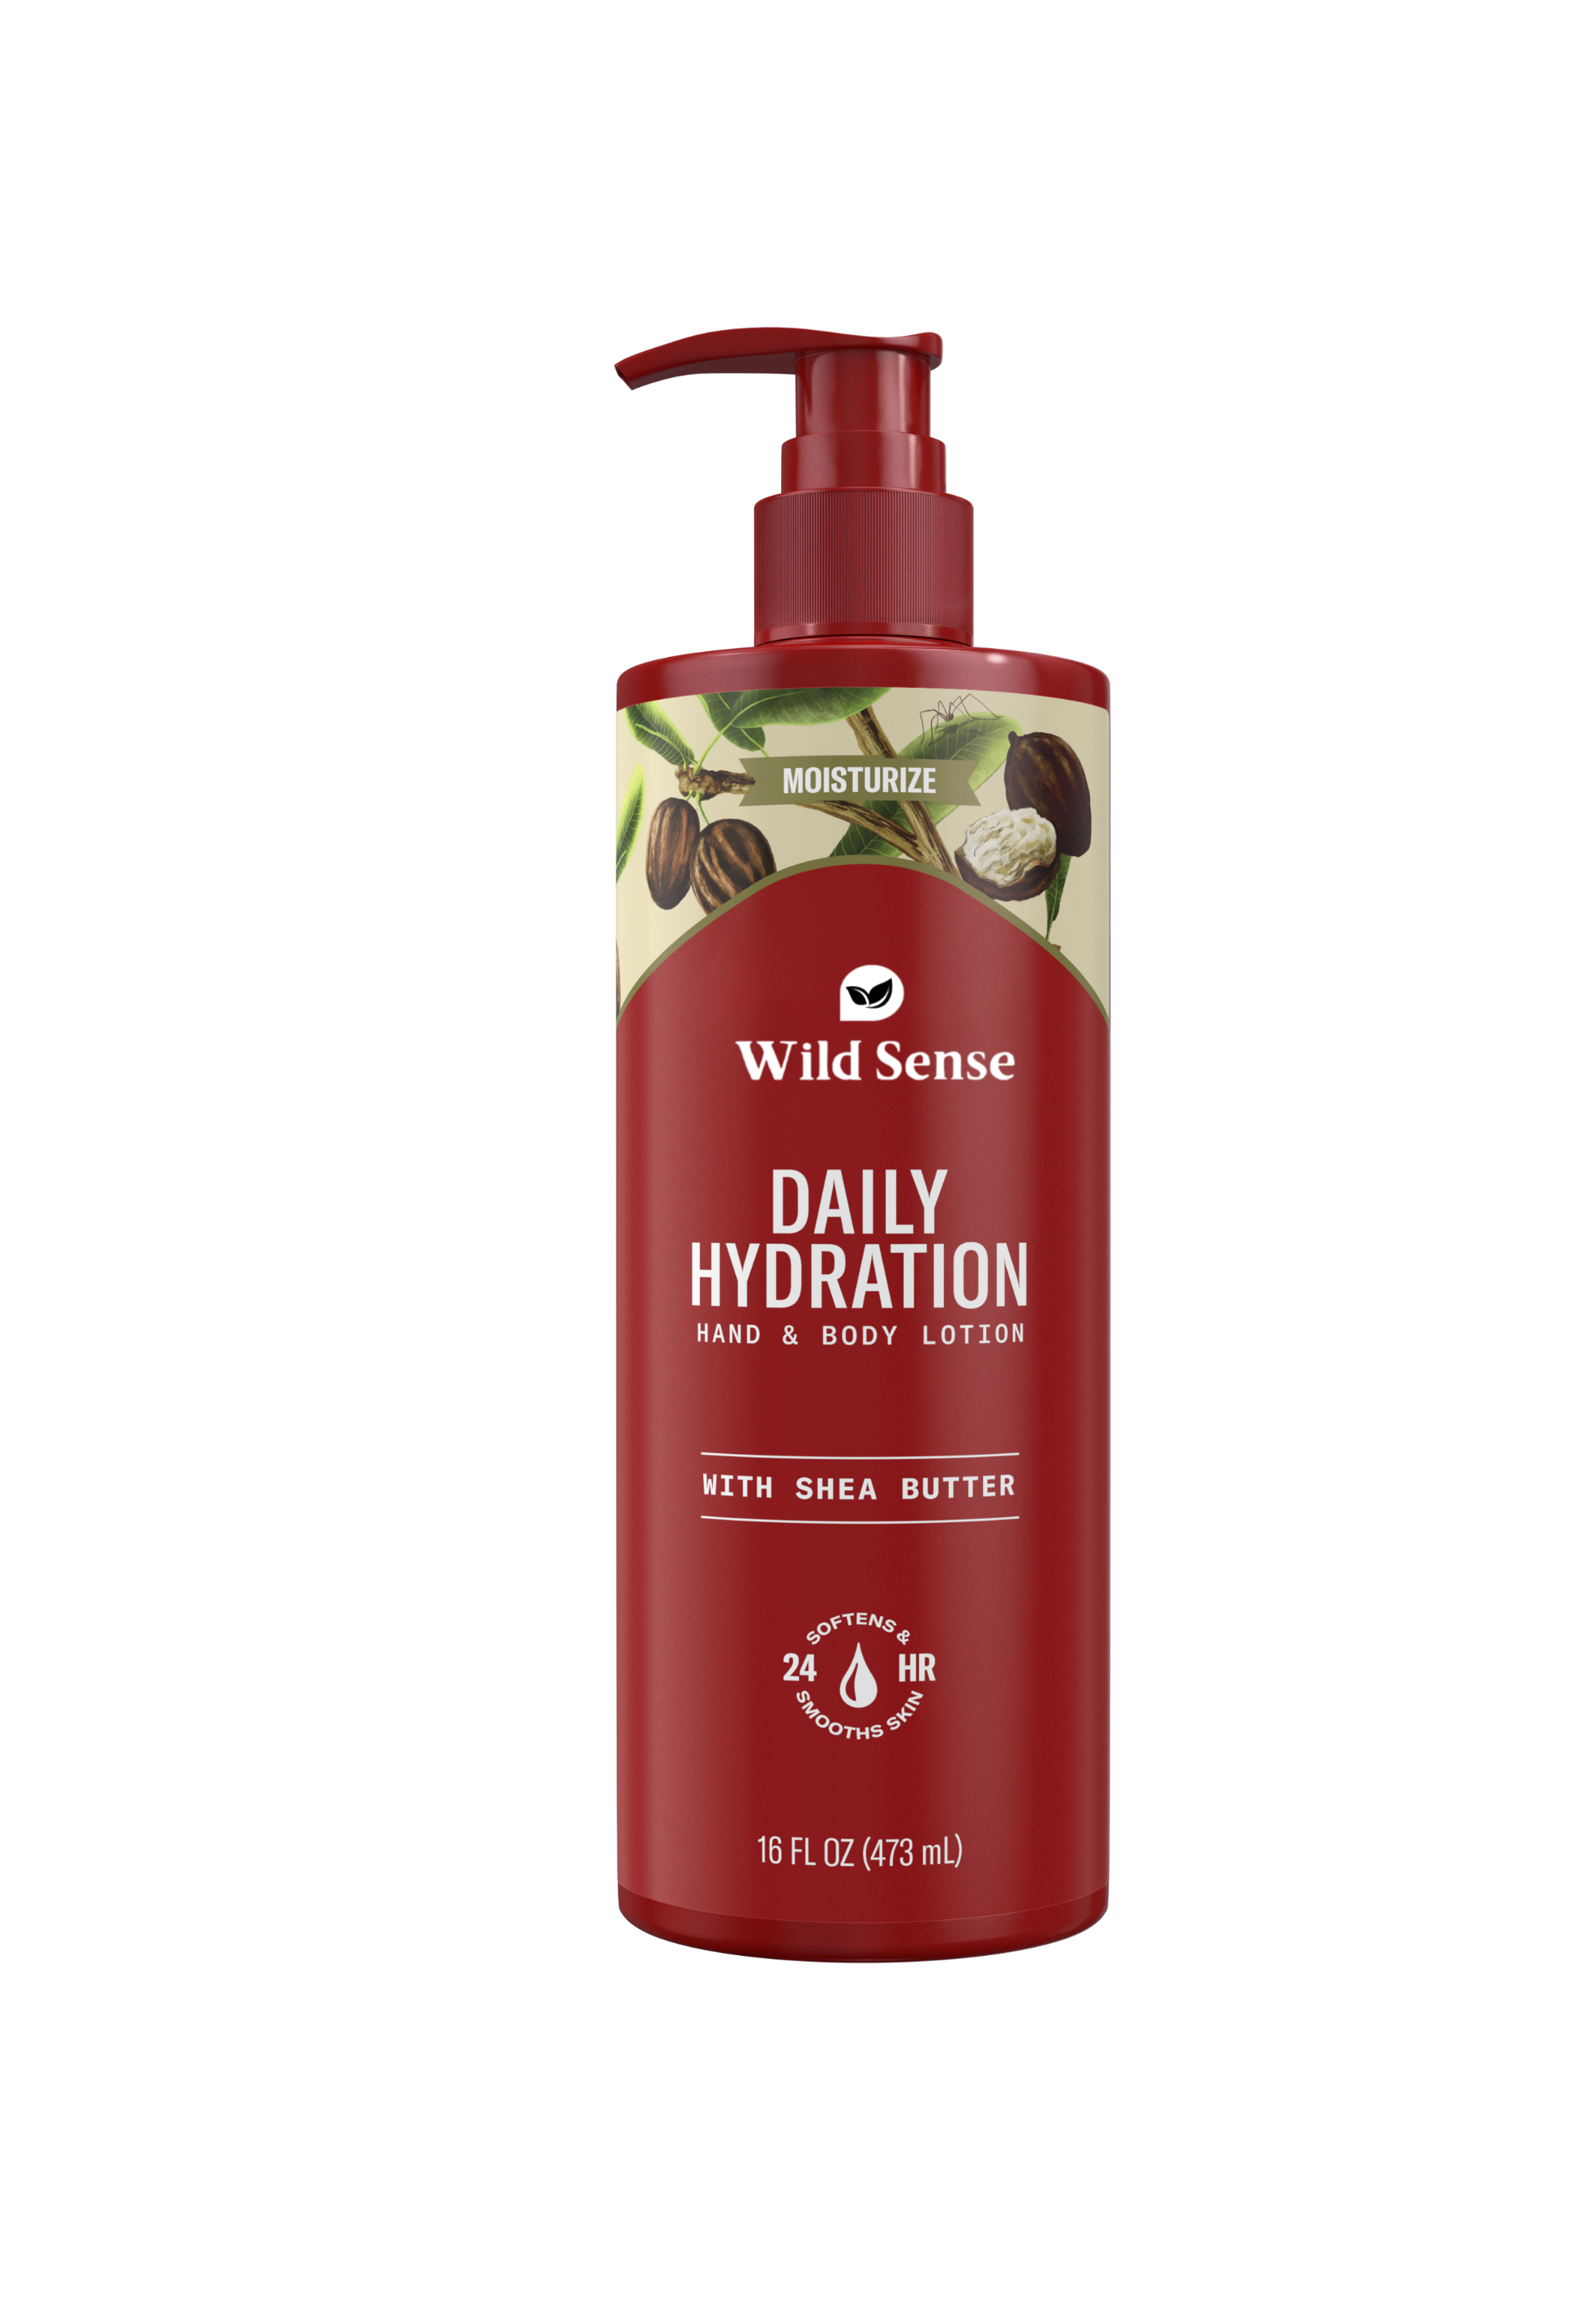 MOISTURIZE
Wild Sense
DAILY
HYDRATION
HAND & BODY LOTION
WITH SHEA BUTTER
SOFTENS &
24 HR
SMOOTHS SKIN
16 FL OZ (473 mL)